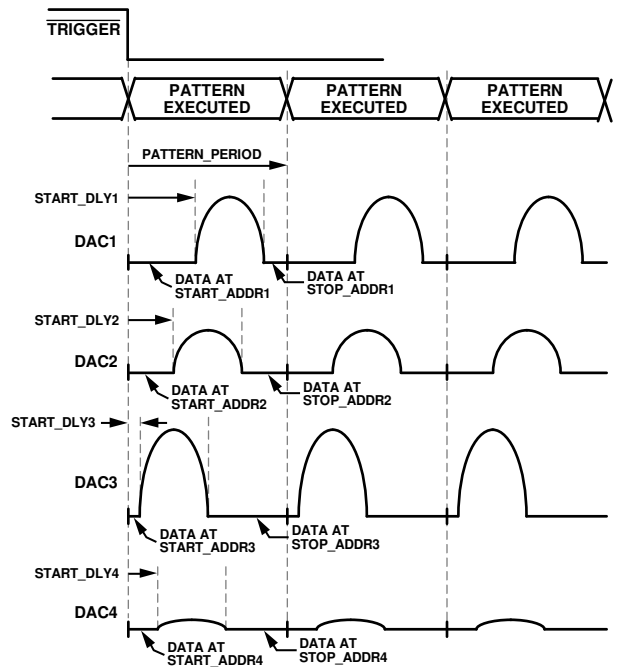 TRIGGER
PATTERN
EXECUTED
PATTERN
EXECUTED
PATTERN
EXECUTED
PATTERN_PERIOD
START_DLY1
DAC1
DATA AT
START_ADDR1
DATA AT
STOP_ADDR1
START_DLY2
DAC2
DATA AT
START_ADDR2
DATA AT
STOP_ADDR2
START_DLY3
DAC3
DATA AT
START_ADDR3
DATA AT
STOP_ADDR3
START_DLY4
DAC4
DATA AT
START_ADDR4
DATA AT
STOP_ADDR4